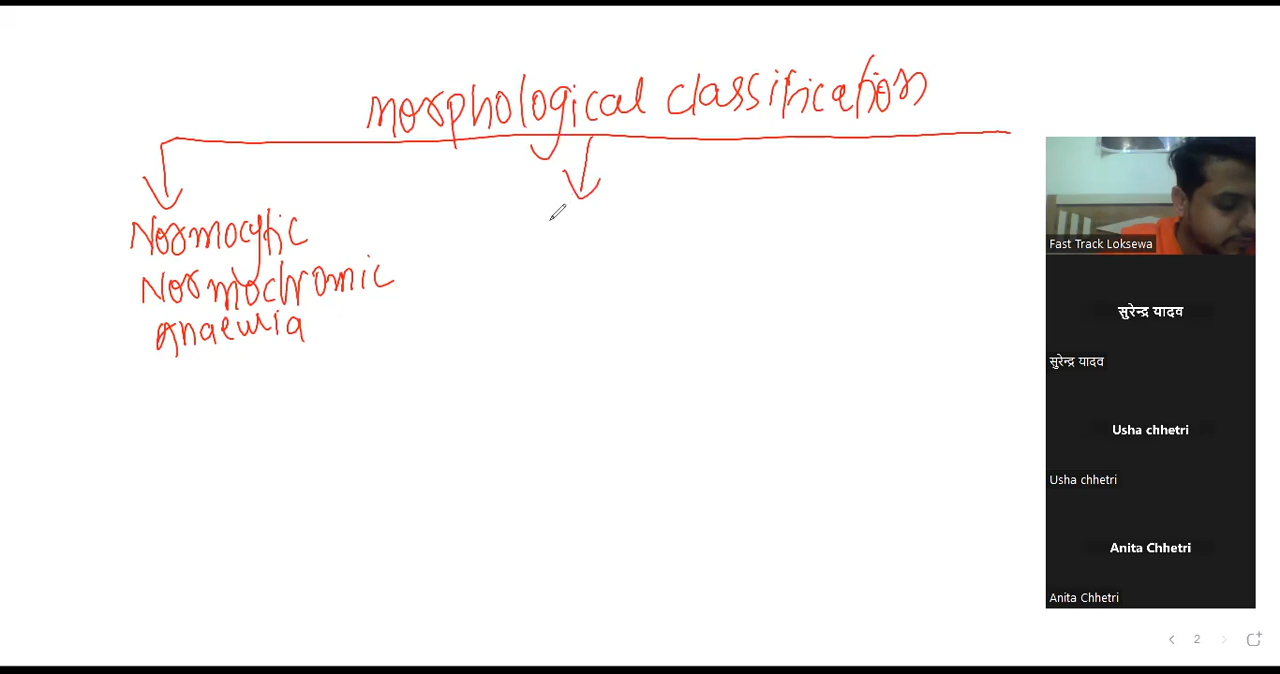 Morphological classification
Normocytic
Normochromic
Anaemia
Fast Track Loksewa
सुरेन्द्र यादव
सुरेन्द्र यादव
Usha chhetri
Usha chhetri
Anita Chhetri
Anita Chhetri
2